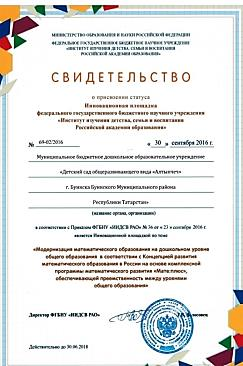 МИНИСТЕРСТВО ОБРАЗОВАНИЯ И НАУКИ РОССИЙСКОЙ ФЕДЕРАЦИИ
ФЕДЕРАЛЬНОЕ ГОСУДАРСТВЕННОЕ БЮДЖЕТНОЕ НАУЧНОЕ УЧРЕЖДЕНИЕ
«ИНСТИТУТ ИЗУЧЕНИЯ ДЕТСТВА, СЕМЬИ И ВОСПИТАНИЯ
РОССИЙСКОЙ АКАДЕМИИ ОБРАЗОВАНИЯ»
СВИДЕТЕЛЬСТВО
о присвоении статуса
Инновационная площадка
федерального государственного бюджетного научного учреждения
«Институт изучения детства, семьи и воспитания
Российской академии образования»
№ 69-02/2016 « 30 » сентября 2016 г.
Муниципальное бюджетное дошкольное образовательное учреждение
«Детский сад общеразвивающего вида «Алтынчеч»
г. Буинска Буинского Муниципального района
Республики Татарстан»
(название органа, организации)
в соответствии с Приказом ФГБНУ «ИИДСВ РАО» № 36 от « 23 » сентября 2016 г.
является Инновационной площадкой по теме
«Модернизация математического образования на дошкольном уровне
общего образования в соответствии с Концепцией развития
математического образования в России на основе комплексной
программы математического развития «Мате:плюс»,
обеспечивающей преемственность между уровнями
общего образования»
Директор ФГБНУ «ИИДСВ РАО»
Действительно до 30.06.2018